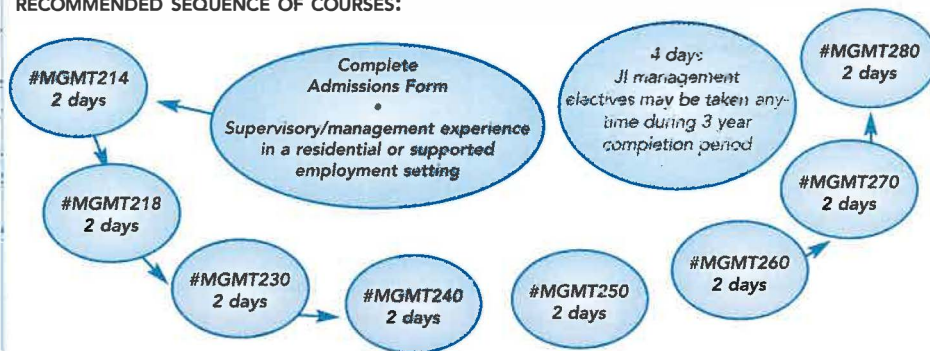 RECOMMENDED SEQUENCE OF COURSES:
Complete
Admissions Form
•
Supervisory/management experience
in a residential or supported
employment setting
#MGMT214
2 days
#MGMT218
2 days
#MGMT230
2 days
#MGMT240
2 days
#MGMT250
2 days
#MGMT260
2 days
#MGMT270
2 days
#MGMT280
2 days
4 days
JI management
electives may be taken any-
time during 3 year
completion period